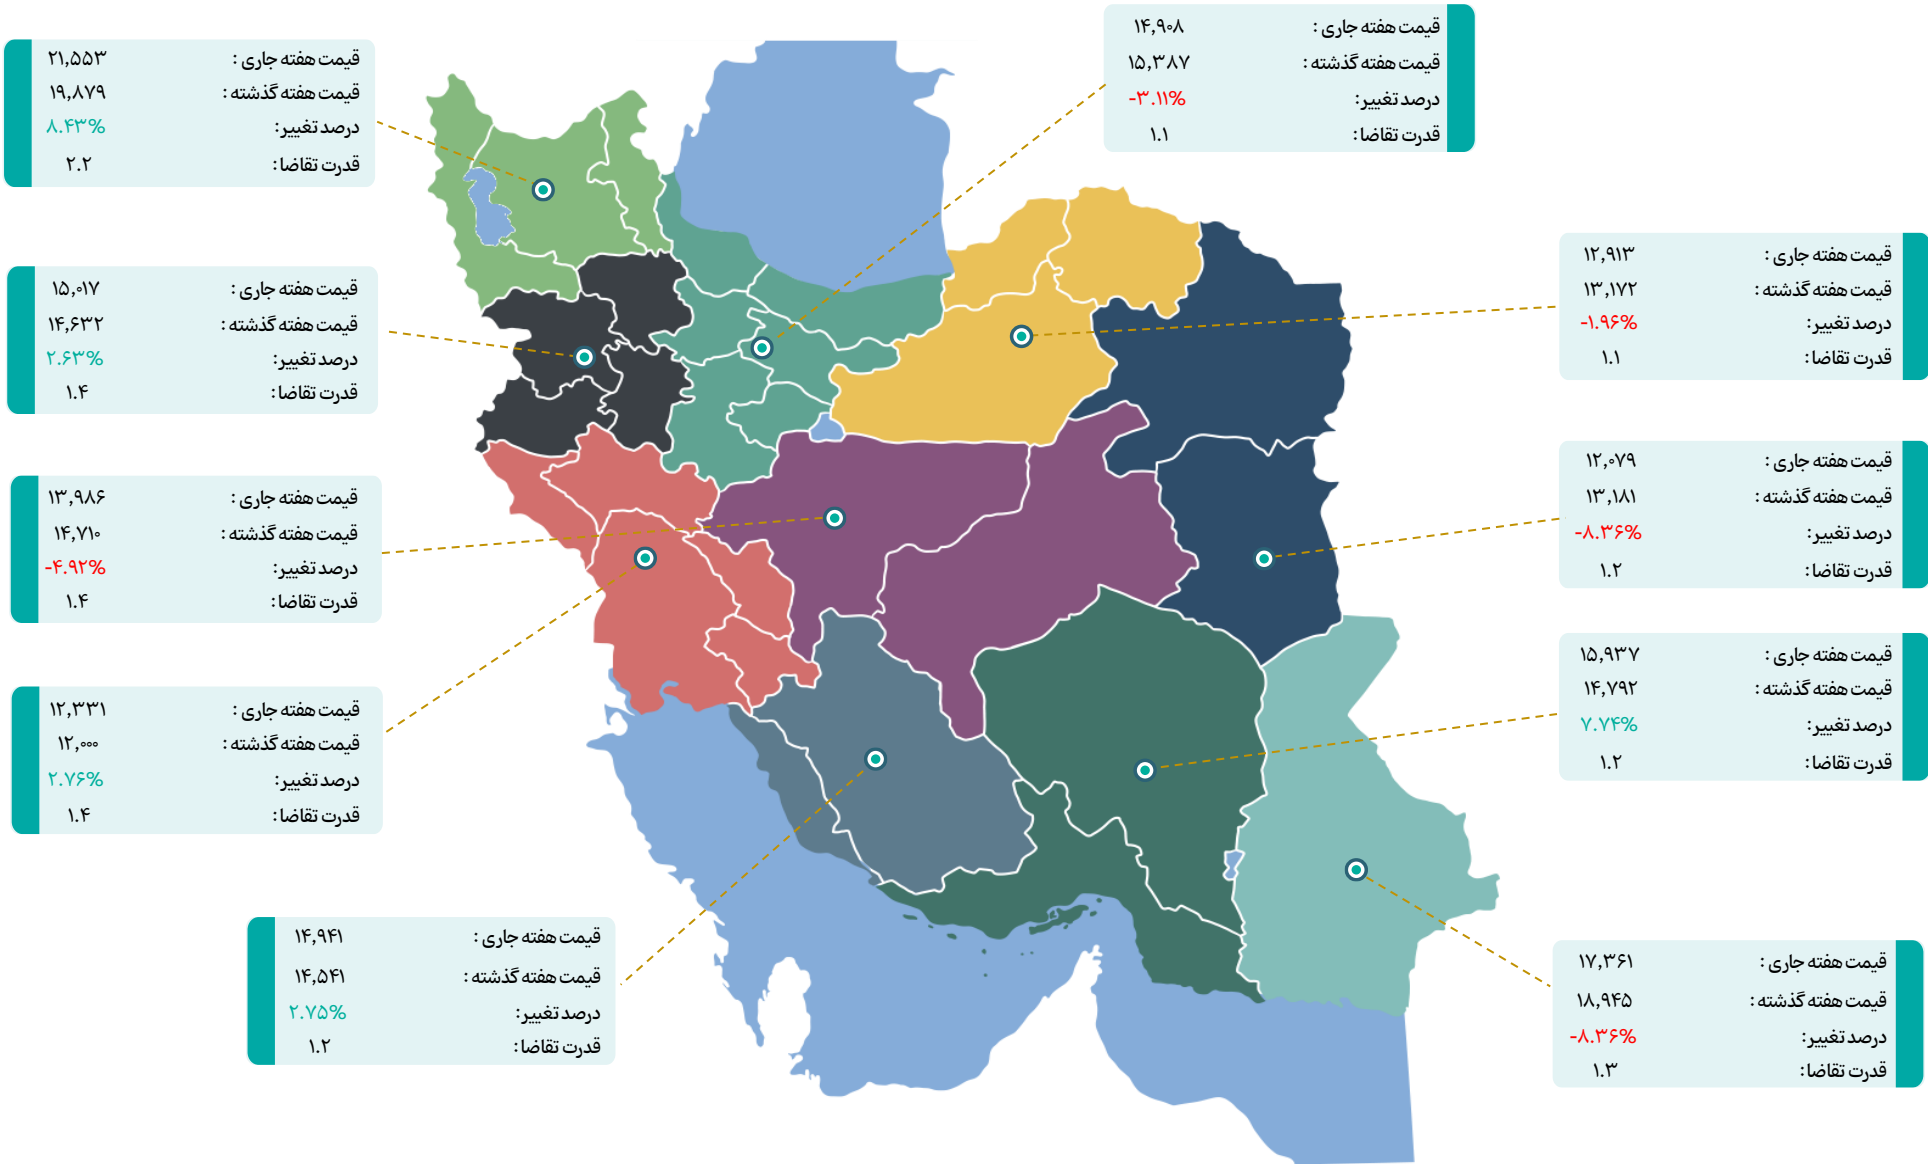 قیمت هفته جاری : ۲۱,۵۵۳
قیمت هفته گذشته : ۱۹,۸۷۹
درصد تغییر: ۸.۴۳%
قدرت تقاضا: ۲.۲
قیمت هفته جاری : ۱۴,۹۰۸
قیمت هفته گذشته : ۱۵,۳۸۷
درصد تغییر: -۳.۱۱%
قدرت تقاضا: ۱.۱
قیمت هفته جاری : ۱۲,۹۱۳
قیمت هفته گذشته : ۱۳,۱۷۲
درصد تغییر: -۱.۹۶%
قدرت تقاضا: ۱.۱
قیمت هفته جاری : ۱۵,۰۱۷
قیمت هفته گذشته : ۱۴,۶۳۲
درصد تغییر: ۲.۶۳%
قدرت تقاضا: ۱.۴
قیمت هفته جاری : ۱۲,۰۷۹
قیمت هفته گذشته : ۱۳,۱۸۱
درصد تغییر: -۸.۳۶%
قدرت تقاضا: ۱.۲
قیمت هفته جاری : ۱۳,۹۸۶
قیمت هفته گذشته : ۱۴,۷۱۰
درصد تغییر: -۴.۹۲%
قدرت تقاضا: ۱.۴
قیمت هفته جاری : ۱۵,۹۳۷
قیمت هفته گذشته : ۱۴,۷۹۲
درصد تغییر: ۷.۷۴%
قدرت تقاضا: ۱.۲
قیمت هفته جاری : ۱۲,۳۳۱
قیمت هفته گذشته : ۱۲,۰۰۰
درصد تغییر: ۲.۷۶%
قدرت تقاضا: ۱.۴
قیمت هفته جاری : ۱۴,۹۴۱
قیمت هفته گذشته : ۱۴,۵۴۱
درصد تغییر: ۲.۷۵%
قدرت تقاضا: ۱.۲
قیمت هفته جاری : ۱۷,۳۶۱
قیمت هفته گذشته : ۱۸,۹۴۵
درصد تغییر: -۸.۳۶%
قدرت تقاضا: ۱.۳